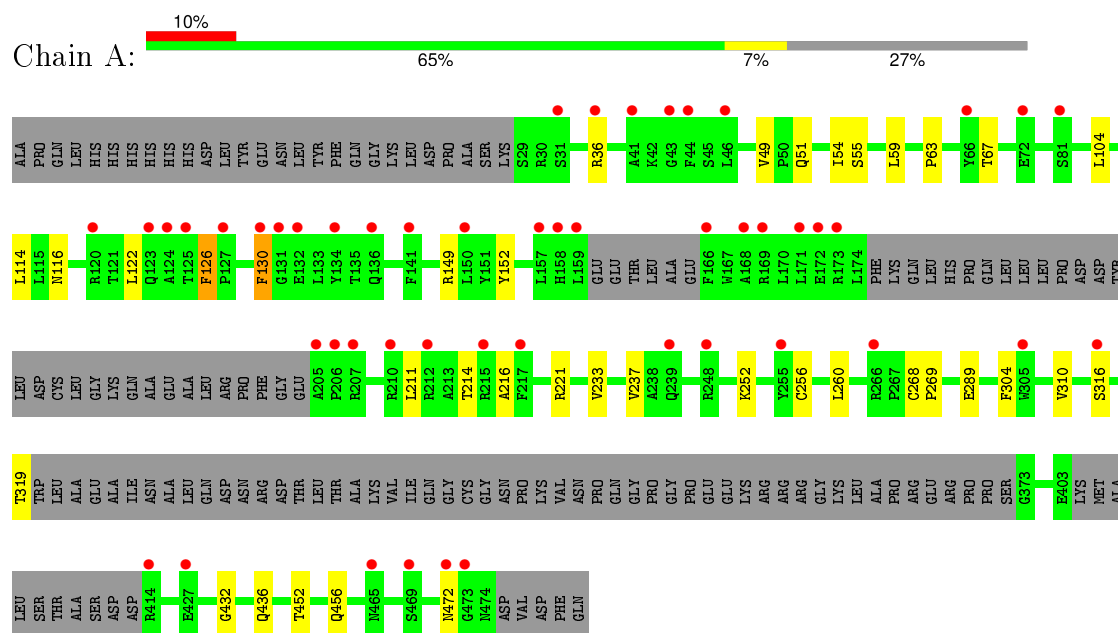 10%
Chain A:
65% 7% 27%
ALA PRO GLN LEU HIS HIS HIS HIS HIS HIS ASP LEU TYR GLU ASN LEU TYR PHE GLN GLY LYS LEU ASP PRO ALA SER LYS S29 R30 S31 R36 A41 K42 G43 F44 S45 L46 V49 P50 Q51 I54 S55 L59 P63 Y66 T67 E72 S81 L104
L114 L115 N116 R120 T121 L122 Q123 A124 T125 F126 P127 F130 G131 E132 L133 Y134 T135 Q136 F141 R149 L150 Y151 Y152 L157 H158 L159 GLU GLU THR LEU ALA GLU F166 W167 A168 R169 L170 L171 E172 R173 L174 PHE LYS GLN LEU HIS PRO GLN LEU LEU LEU PRO ASP ASP TYR
LEU ASP CYS LEU GLY LYS GLN ALA GLU ALA LEU ARG PRO PHE GLY GLU A205 P206 R207 R210 L211 R212 A213 T214 R215 A216 F217 R221 V233 V237 A238 Q239 R248 K252 Y255 C256 L260 R266 P267 C268 P269 E289 F304 W305 V310 S316
T319 TRP LEU ALA GLU ALA ILE ASN ALA LEU GLN ASP ASN ARG ASP THR LEU THR ALA LYS VAL ILE GLN GLY CYS GLY ASN PRO LYS VAL ASN PRO GLN GLY PRO GLY PRO GLU GLU LYS ARG ARG ARG GLY LYS LEU ALA PRO ARG GLU ARG PRO PRO SER G373 E403 LYS MET ALA
LEU SER THR ALA SER ASP ASP R414 E427 G432 Q436 T452 Q456 N465 S469 N472 G473 N474 ASP VAL ASP PHE GLN